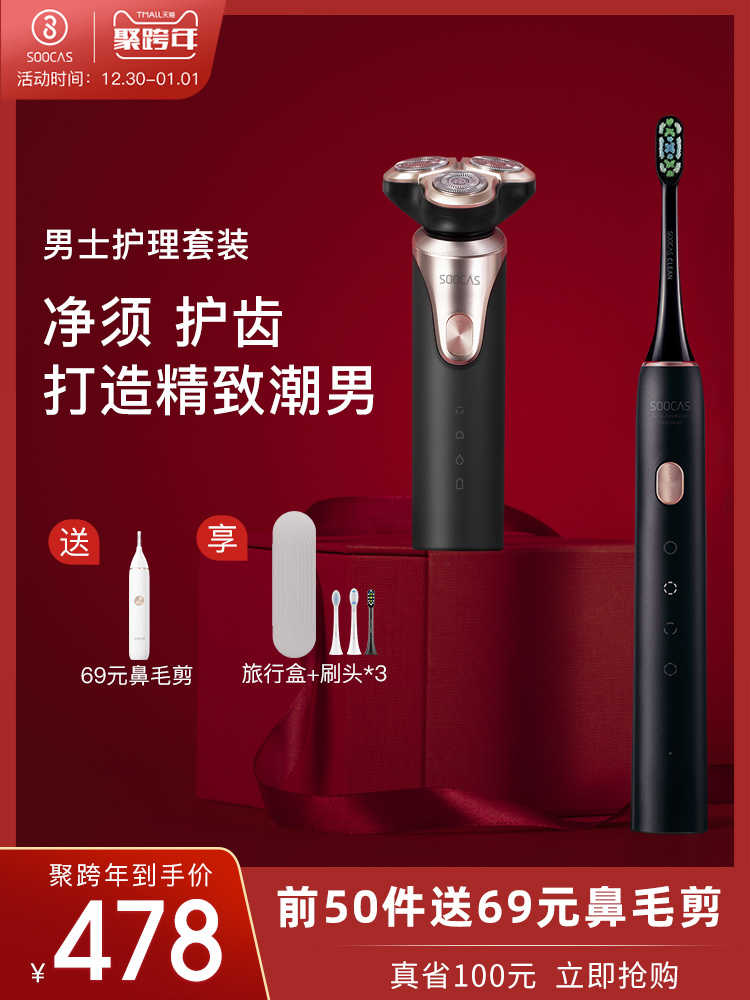 SOOCAS
TMALL天猫
聚跨年
活动时间：12.30-01.01
男士护理套装
净须 护齿
打造精致潮男
SOOCAS
SOOCAS CLEAN
SOOCAS
送
享
69元鼻毛剪
旅行盒+刷头*3
聚跨年到手价
¥478
前50件送69元鼻毛剪
真省100元 立即抢购